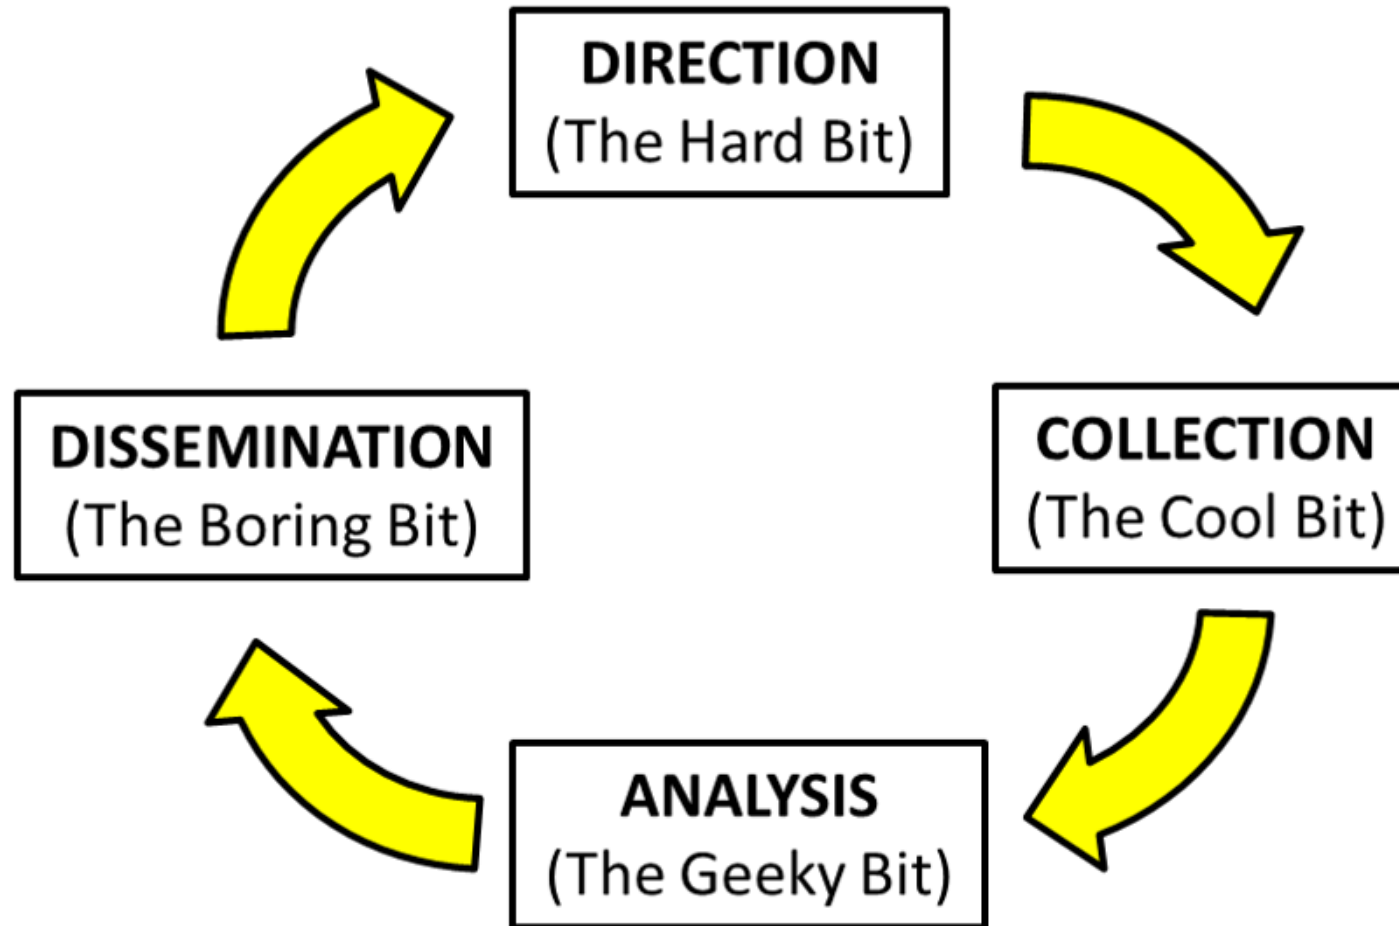 DIRECTION
(The Hard Bit)
COLLECTION
(The Cool Bit)
ANALYSIS
(The Geeky Bit)
DISSEMINATION
(The Boring Bit)